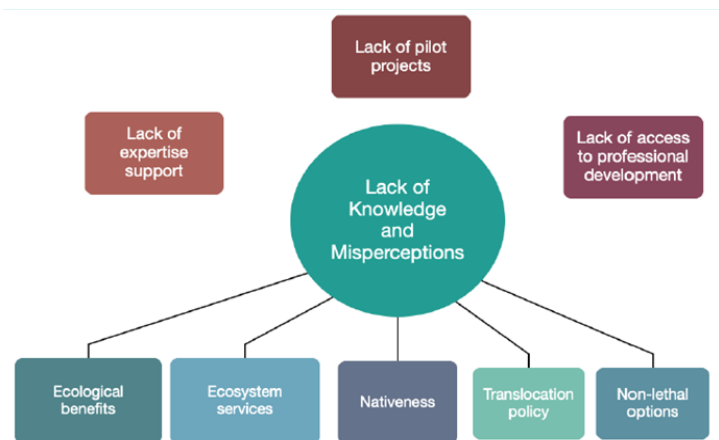 Lack of pilot
projects
Lack of
expertise
support
Lack of access
to professional
development
Lack of
Knowledge
and
Misperceptions
Ecological
benefits
Ecosystem
services
Nativeness
Translocation
policy
Non-lethal
options